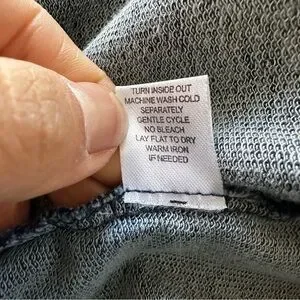 TURN INSIDE OUT
MACHINE WASH COLD
SEPARATELY
GENTLE CYCLE
NO BLEACH
LAY FLAT TO DRY
WARM IRON
IF NEEDED